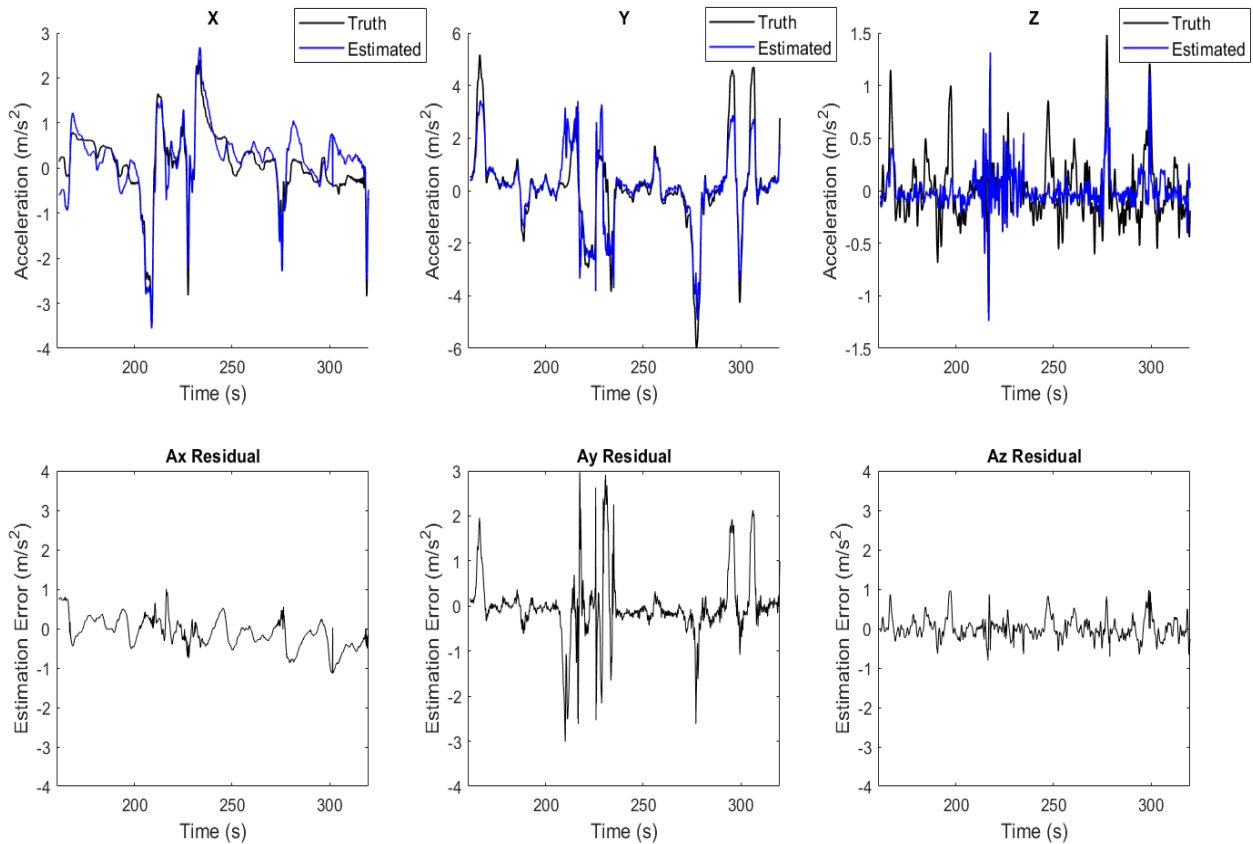 X
Truth
Estimated
Acceleration (m/s²)
3
2
1
0
-1
-2
-3
-4
200
250
300
Time (s)
Y
Truth
Estimated
Acceleration (m/s²)
6
4
2
0
-2
-4
-6
200
250
300
Time (s)
Z
Truth
Estimated
Acceleration (m/s²)
1.5
1
0.5
0
-0.5
-1
-1.5
200
250
300
Time (s)
Ax Residual
Estimation Error (m/s²)
4
3
2
1
0
-1
-2
-3
-4
200
250
300
Time (s)
Ay Residual
Estimation Error (m/s²)
3
2
1
0
-1
-2
-3
-4
200
250
300
Time (s)
Az Residual
Estimation Error (m/s²)
4
3
2
1
0
-1
-2
-3
-4
200
250
300
Time (s)